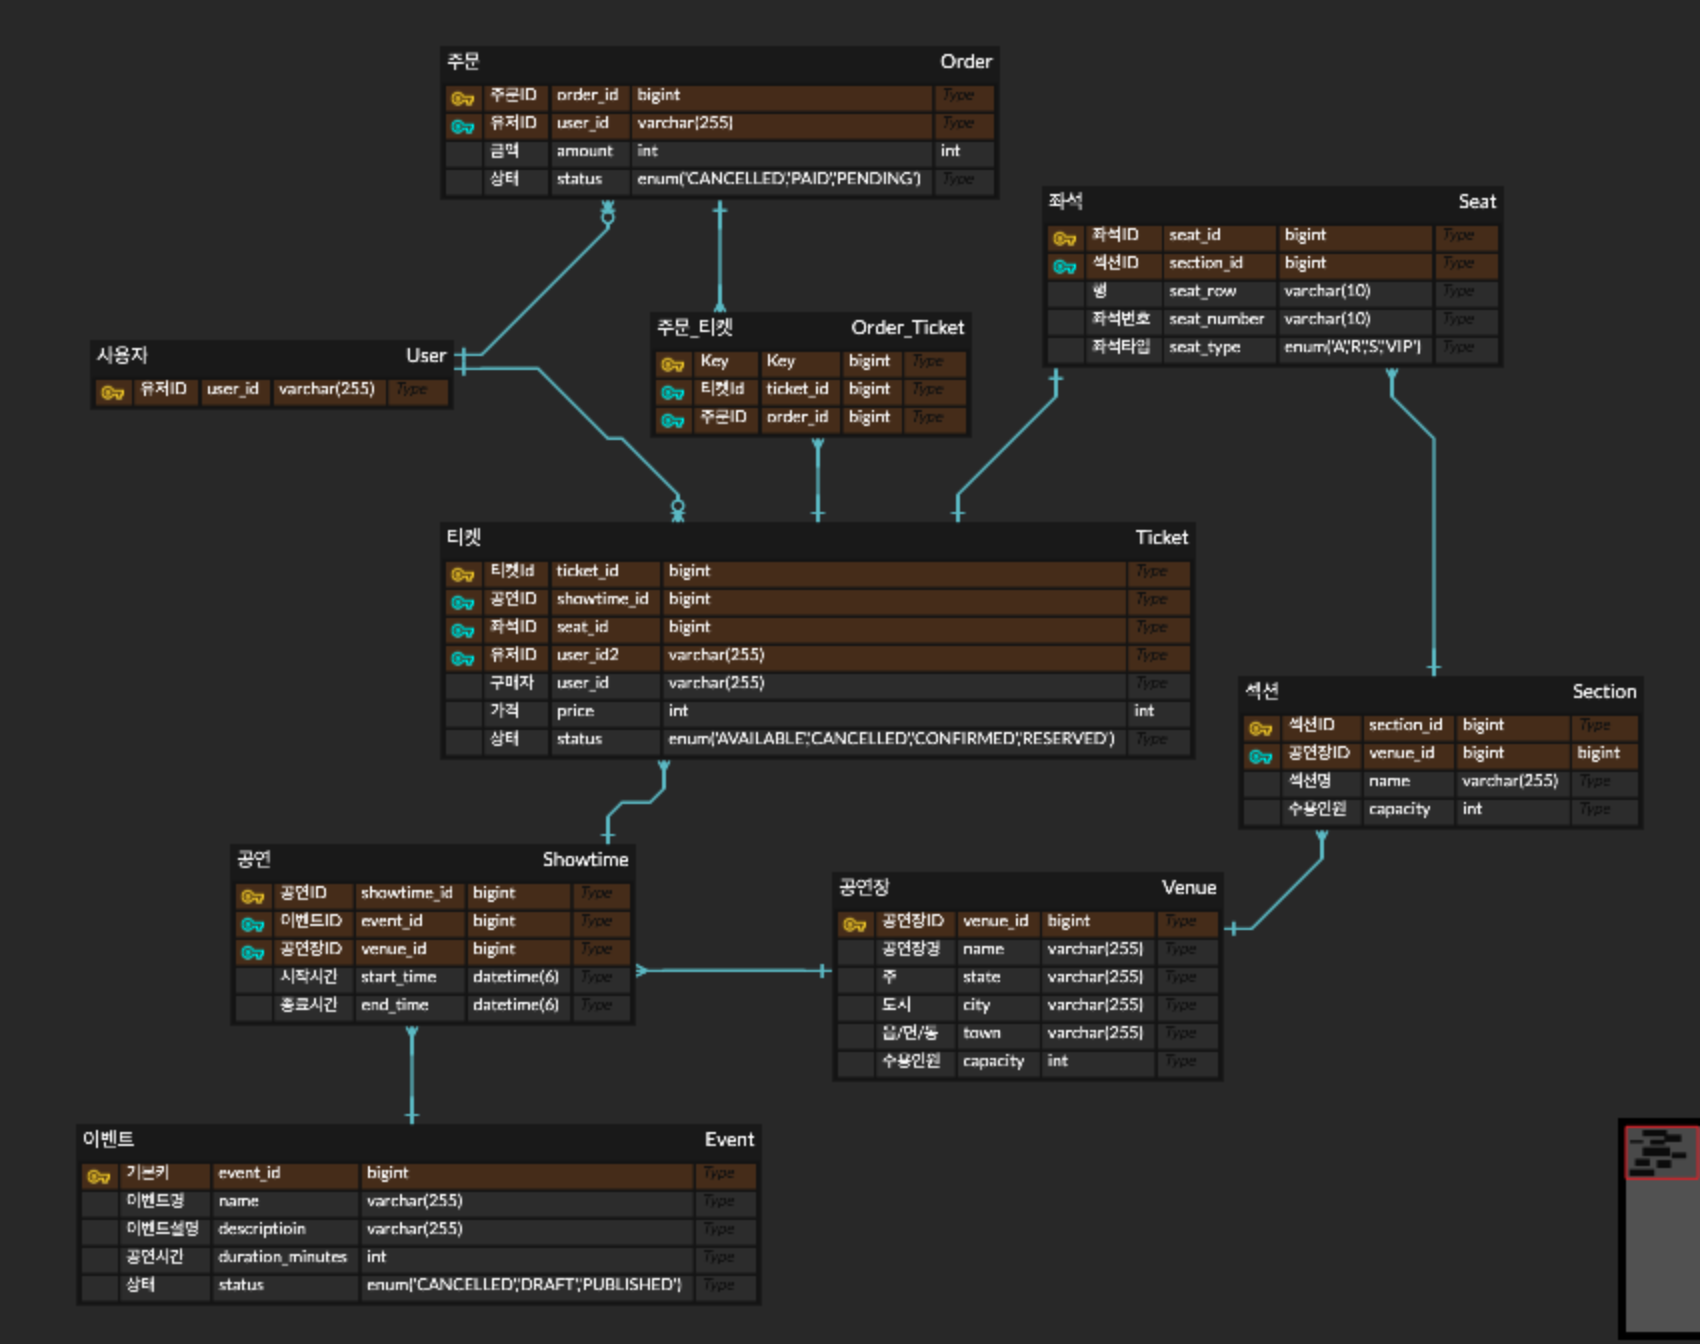 주문 Order
주문ID order_id bigint Type
유저ID user_id varchar(255) Type
금액 amount int int
상태 status enum('CANCELLED','PAID','PENDING') Type
좌석 Seat
좌석ID seat_id bigint Type
섹션ID section_id bigint Type
행 seat_row varchar(10) Type
좌석번호 seat_number varchar(10) Type
좌석타입 seat_type enum('A','R','S','VIP') Type
사용자 User
유저ID user_id varchar(255) Type
주문_티켓 Order_Ticket
Key Key bigint Type
티켓Id ticket_id bigint Type
주문ID order_id bigint Type
티켓 Ticket
티켓Id ticket_id bigint Type
공연ID showtime_id bigint Type
좌석ID seat_id bigint Type
유저ID user_id2 varchar(255) Type
구매자 user_id varchar(255) Type
가격 price int int
상태 status enum('AVAILABLE','CANCELLED','CONFIRMED','RESERVED') Type
섹션 Section
섹션ID section_id bigint Type
공연장ID venue_id bigint bigint
섹션명 name varchar(255) Type
수용인원 capacity int Type
공연 Showtime
공연ID showtime_id bigint Type
이벤트ID event_id bigint Type
공연장ID venue_id bigint Type
시작시간 start_time datetime(6) Type
종료시간 end_time datetime(6) Type
공연장 Venue
공연장ID venue_id bigint Type
공연장명 name varchar(255) Type
주 state varchar(255) Type
도시 city varchar(255) Type
읍/면/동 town varchar(255) Type
수용인원 capacity int Type
이벤트 Event
기본키 event_id bigint Type
이벤트명 name varchar(255) Type
이벤트설명 descriptioin varchar(255) Type
공연시간 duration_minutes int Type
상태 status enum('CANCELLED','DRAFT','PUBLISHED') Type